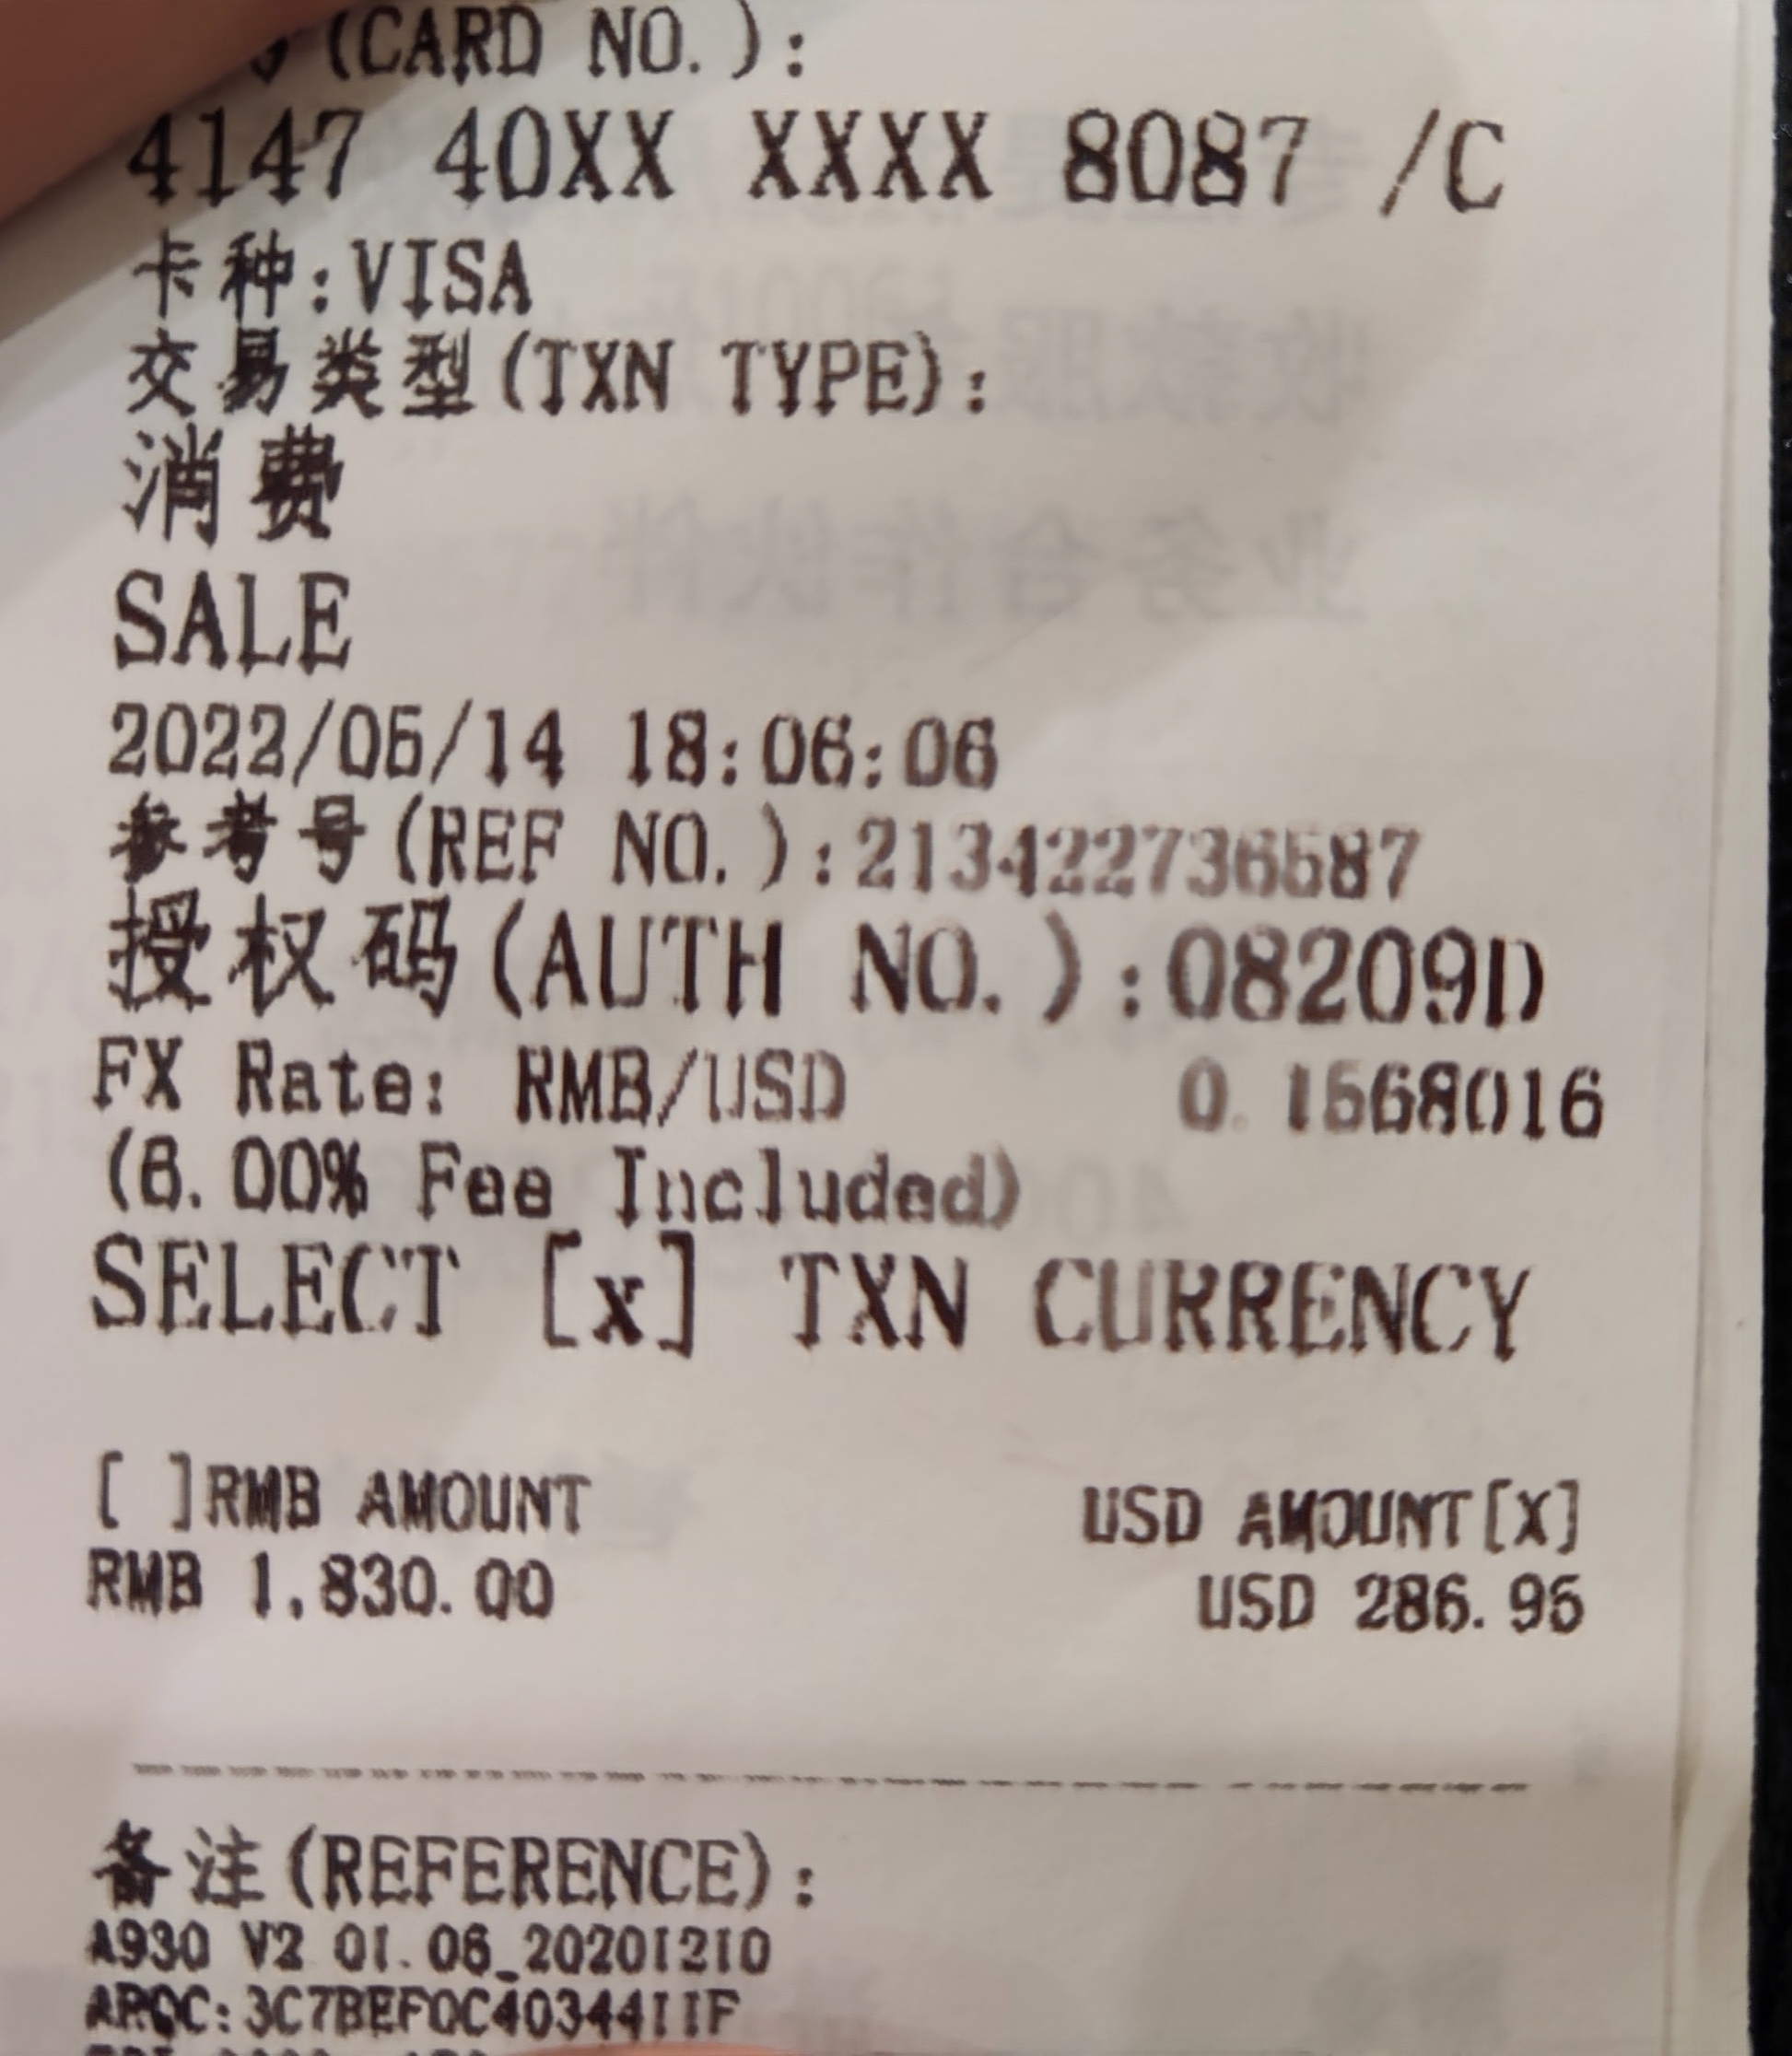 (CARD NO.):
4147 40XX XXXX 8087 /C
卡种:VISA
交易类型(TXN TYPE):
消费
SALE
2022/05/14 18:06:06
参考号(REF NO.):213422736587
授权码(AUTH NO.):08209D
FX Rate: RMB/USD 0.1568016
(6.00% Fee Included)
SELECT [x] TXN CURRENCY
[ ]RMB AMOUNT USD AMOUNT[X]
RMB 1,830.00 USD 286.95
备注(REFERENCE):
A930 V2 01.06_20201210
ARQC:3C7BEF0C4034411F